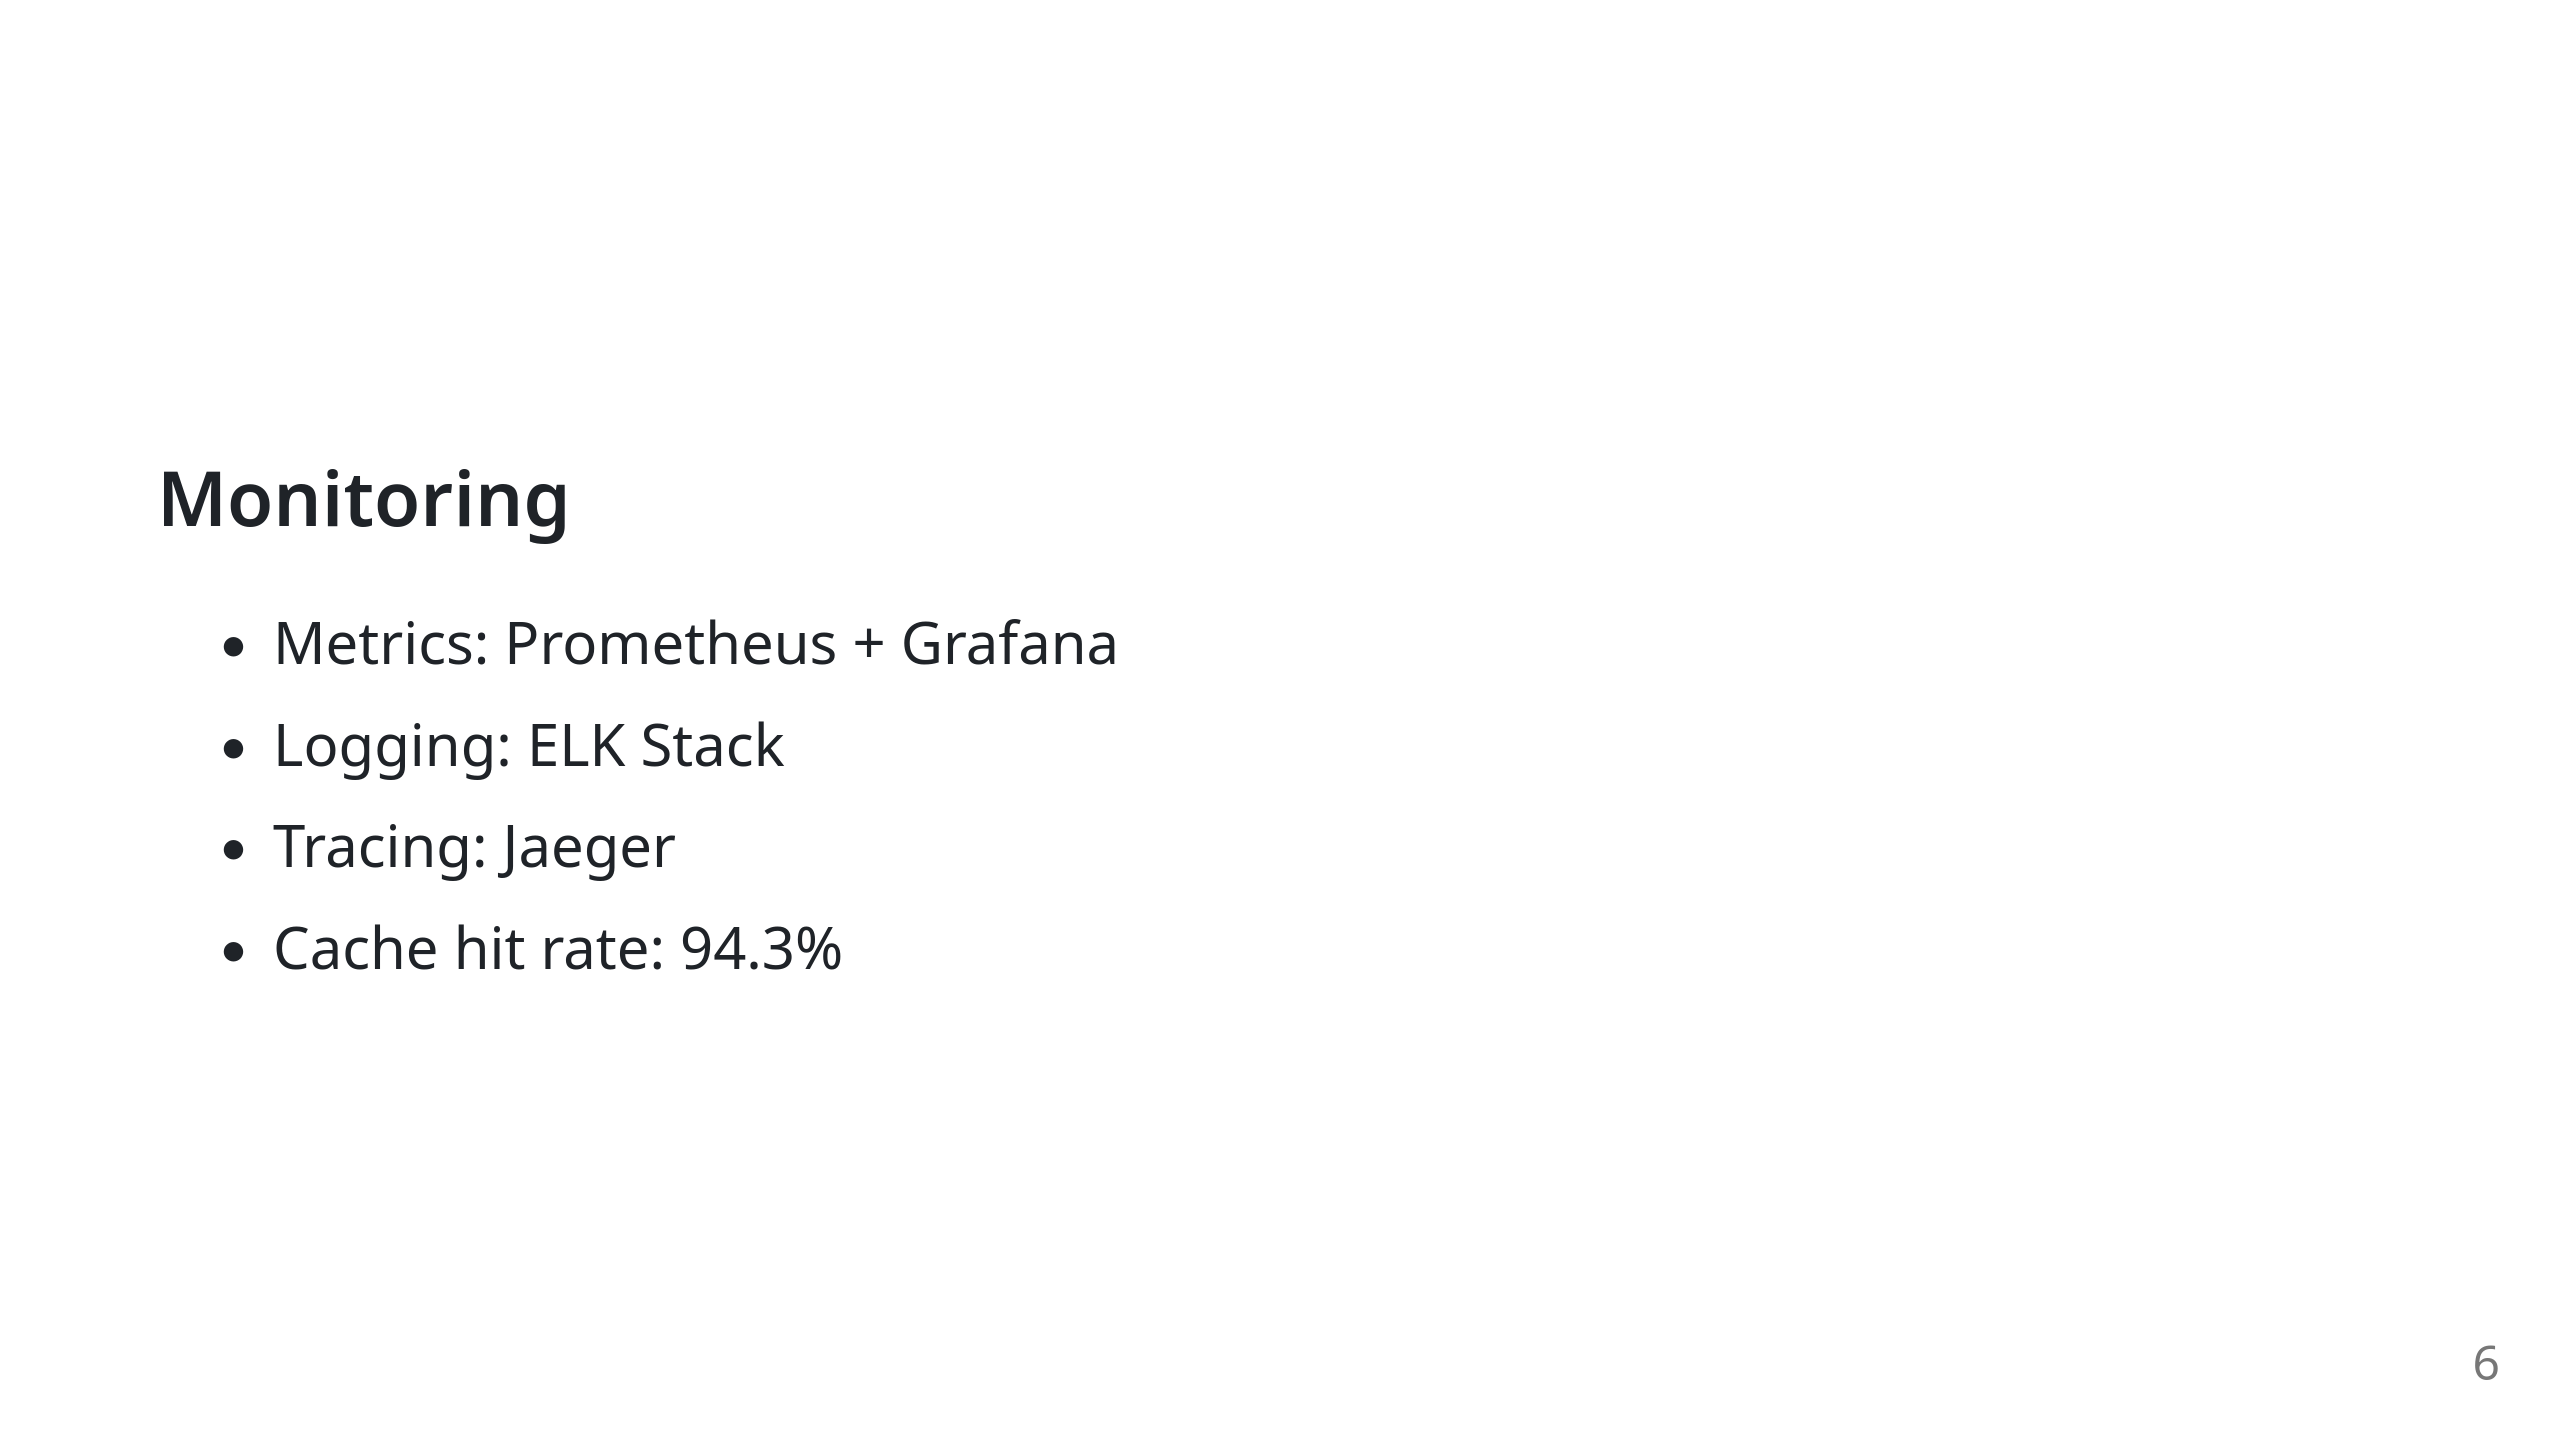 Monitoring
• Metrics: Prometheus + Grafana
• Logging: ELK Stack
• Tracing: Jaeger
• Cache hit rate: 94.3%
6